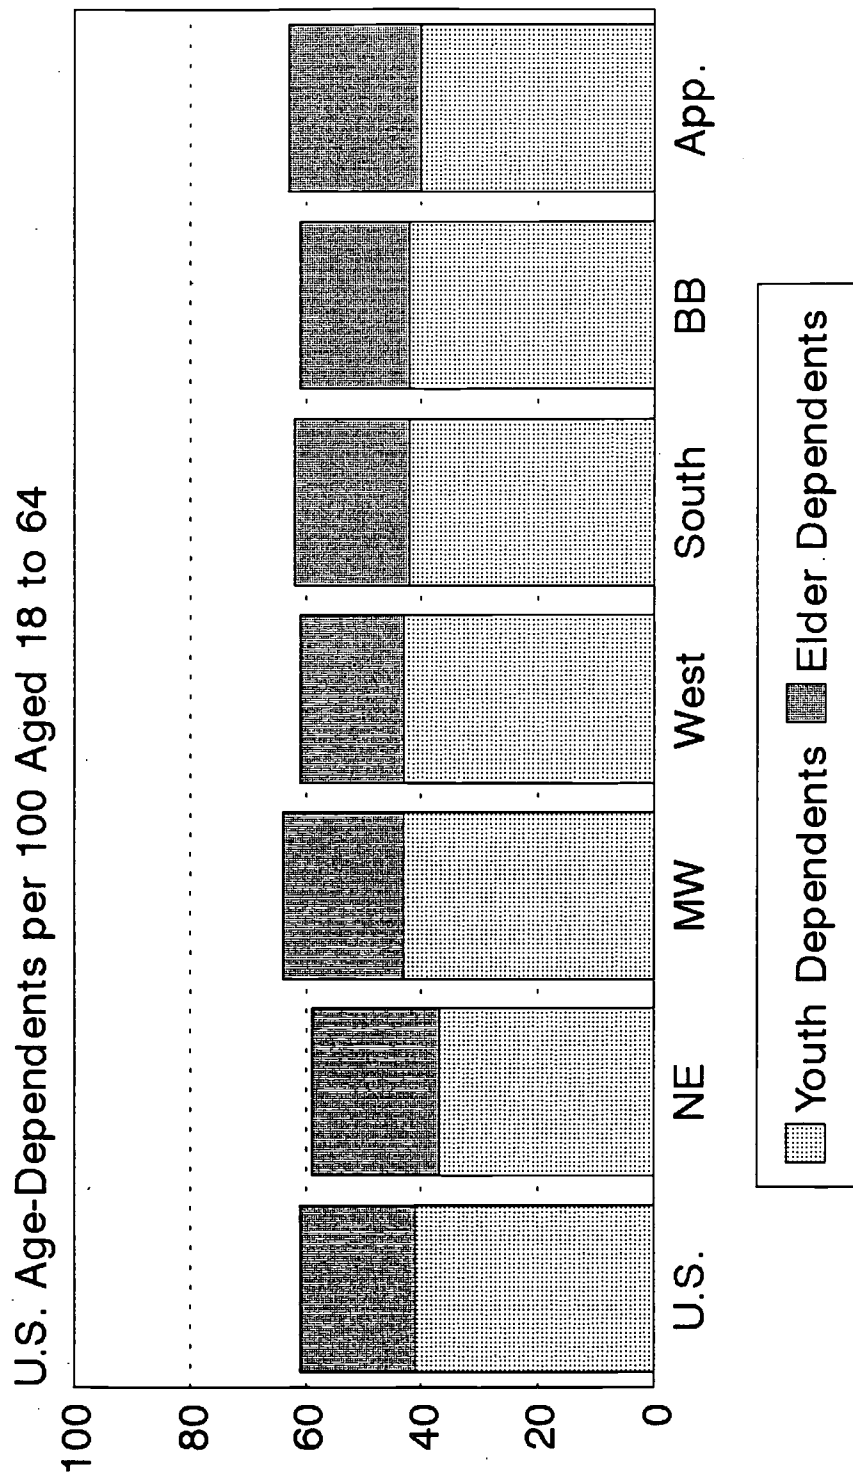 U.S. Age-Dependents per 100 Aged 18 to 64
100
80
60
40
20
0
U.S. NE MW West South BB App.
Youth Dependents Elder Dependents